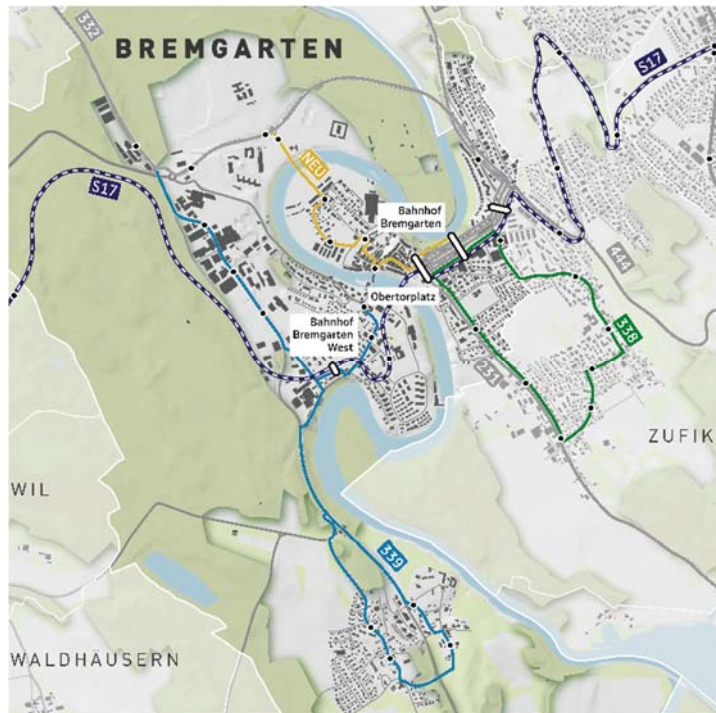 332
BREMGARTEN
S17
NEU
S17
Bahnhof
Bremgarten
444
Obertorplatz
338
Bahnhof
Bremgarten
West
231
ZUFIK
WIL
339
WALDHÄUSERN